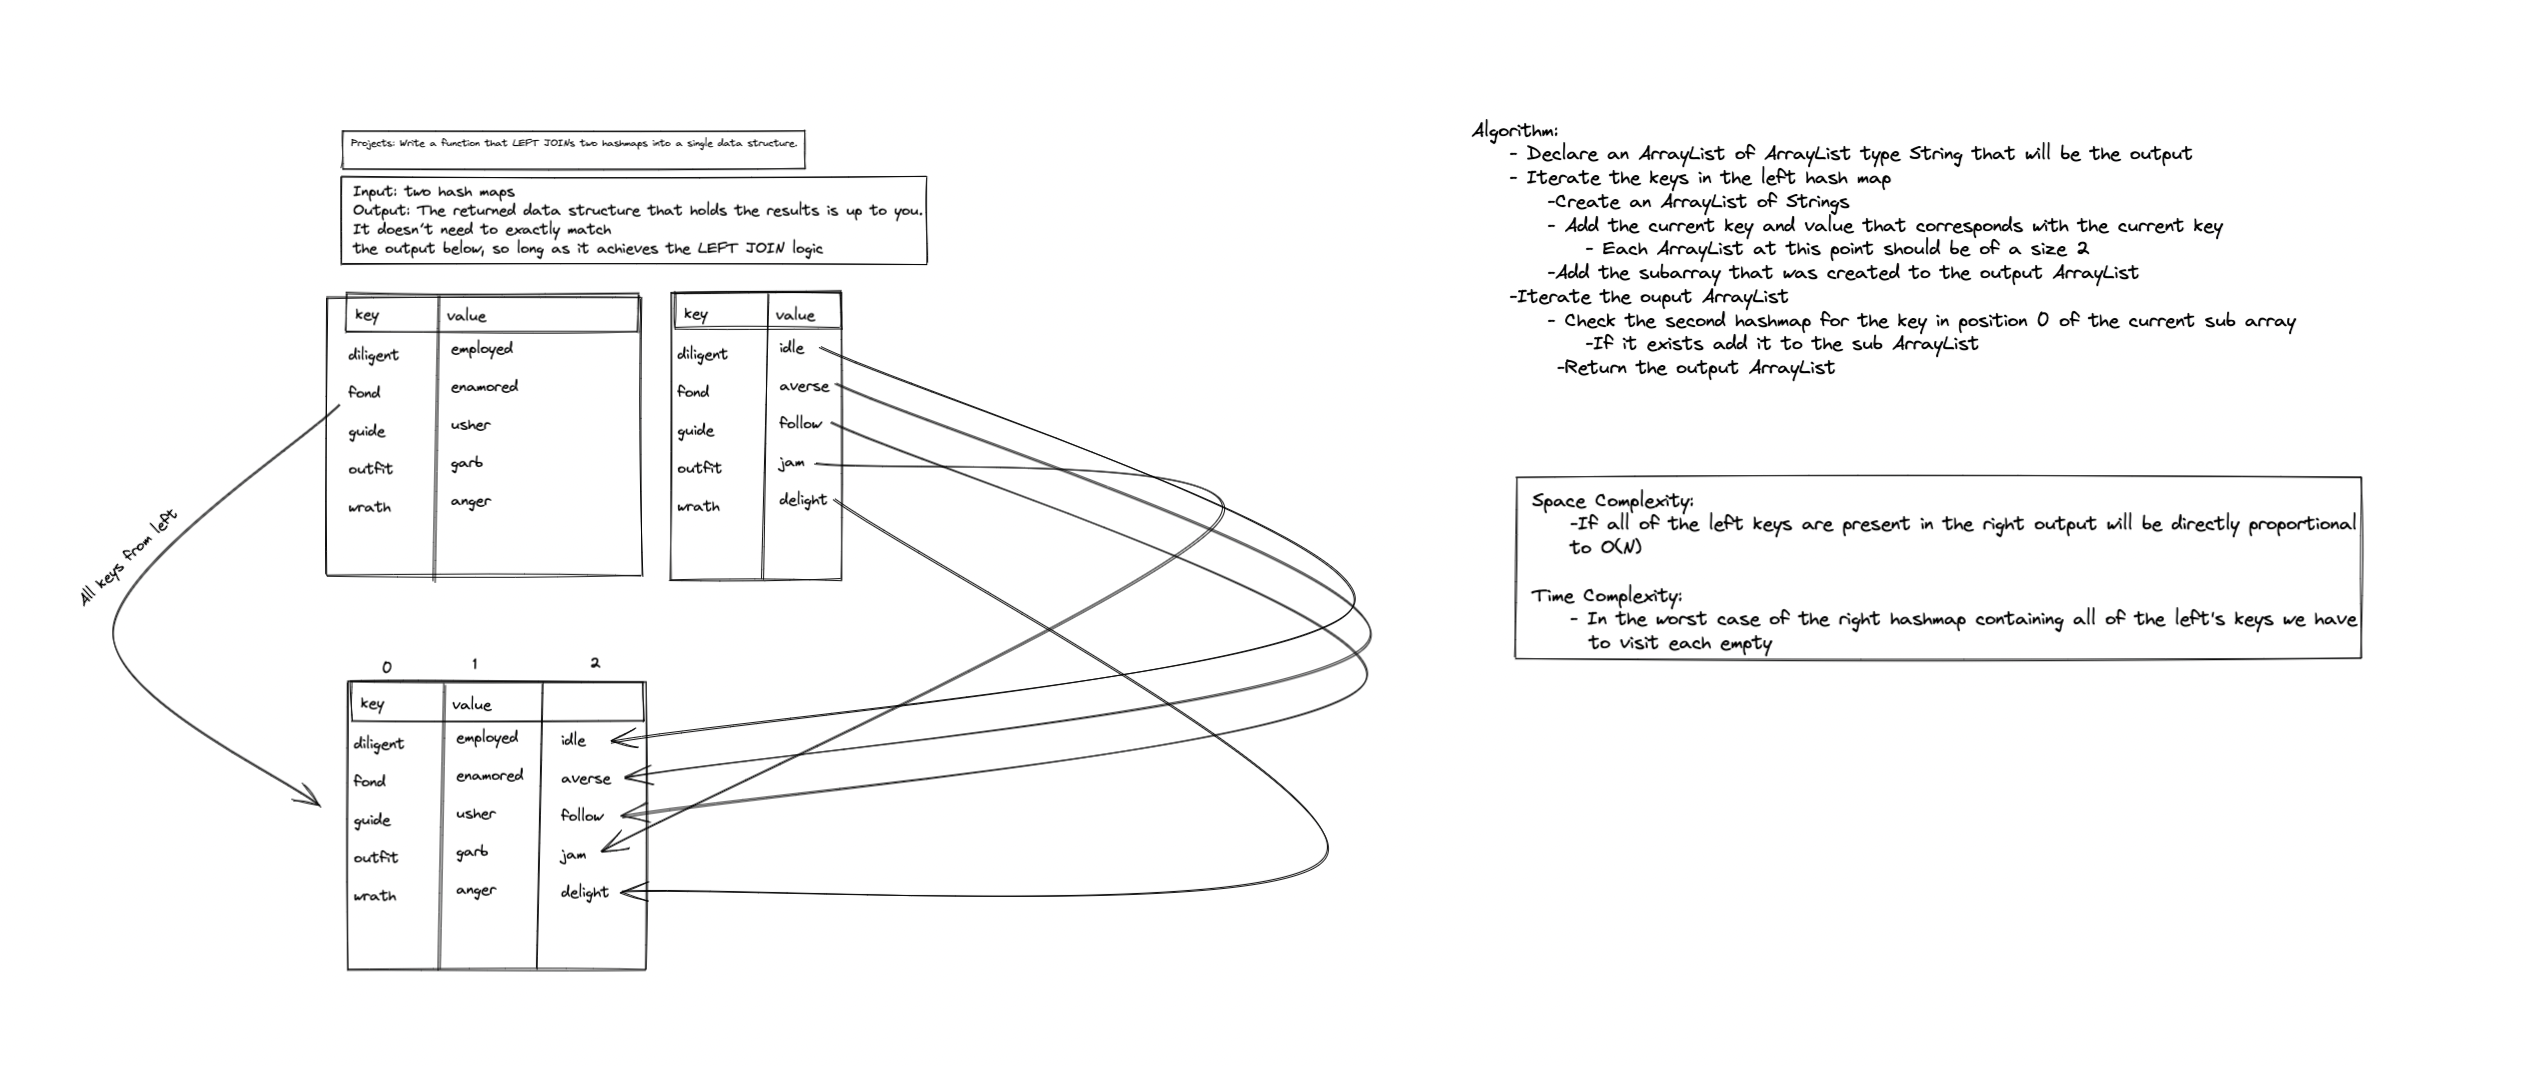 Projects: Write a function that LEFT JOINs two hashmaps into a single data structure.
Input: two hash maps
Output: The returned data structure that holds the results is up to you.
It doesn't need to exactly match
the output below, so long as it achieves the LEFT JOIN logic
key value
diligent employed
fond enamored
guide usher
outfit garb
wrath anger
key value
diligent idle
fond averse
guide follow
outfit jam
wrath delight
All keys from left
0 1 2
key value
diligent employed idle
fond enamored averse
guide usher follow
outfit garb jam
wrath anger delight
Algorithm:
- Declare an ArrayList of ArrayList type String that will be the output
- Iterate the keys in the left hash map
-Create an ArrayList of Strings
- Add the current key and value that corresponds with the current key
- Each ArrayList at this point should be of a size 2
-Add the subarray that was created to the output ArrayList
-Iterate the ouput ArrayList
- Check the second hashmap for the key in position 0 of the current sub array
-If it exists add it to the sub ArrayList
-Return the output ArrayList
Space Complexity:
-If all of the left keys are present in the right output will be directly proportional
to O(N)
Time Complexity:
- In the worst case of the right hashmap containing all of the left's keys we have
to visit each empty